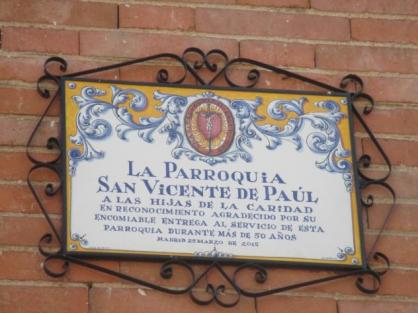 LA PARROQUIA
SAN VICENTE DE PAÚL
A LAS HIJAS DE LA CARIDAD
EN RECONOCIMIENTO AGRADECIDO POR SU
ENCOMIABLE ENTREGA AL SERVICIO DE ESTA
PARROQUIA DURANTE MÁS DE 50 AÑOS
MADRID 29 MARZO DE 2015